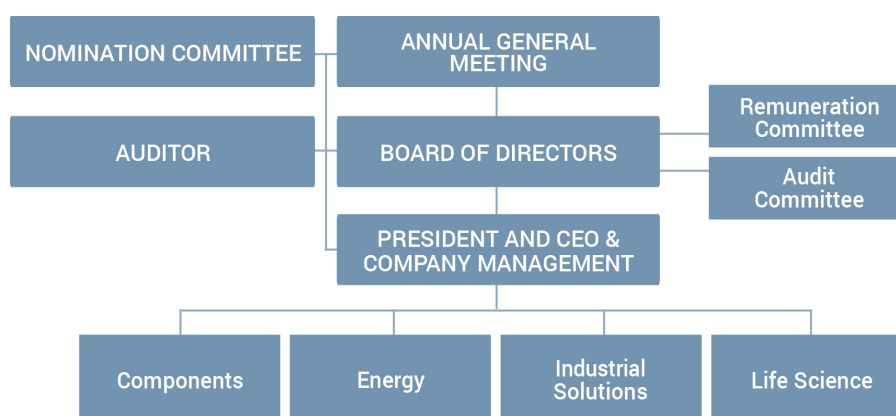 NOMINATION COMMITTEE
ANNUAL GENERAL
MEETING
AUDITOR
BOARD OF DIRECTORS
Remuneration
Committee
Audit
Committee
PRESIDENT AND CEO &
COMPANY MANAGEMENT
Components
Energy
Industrial
Solutions
Life Science